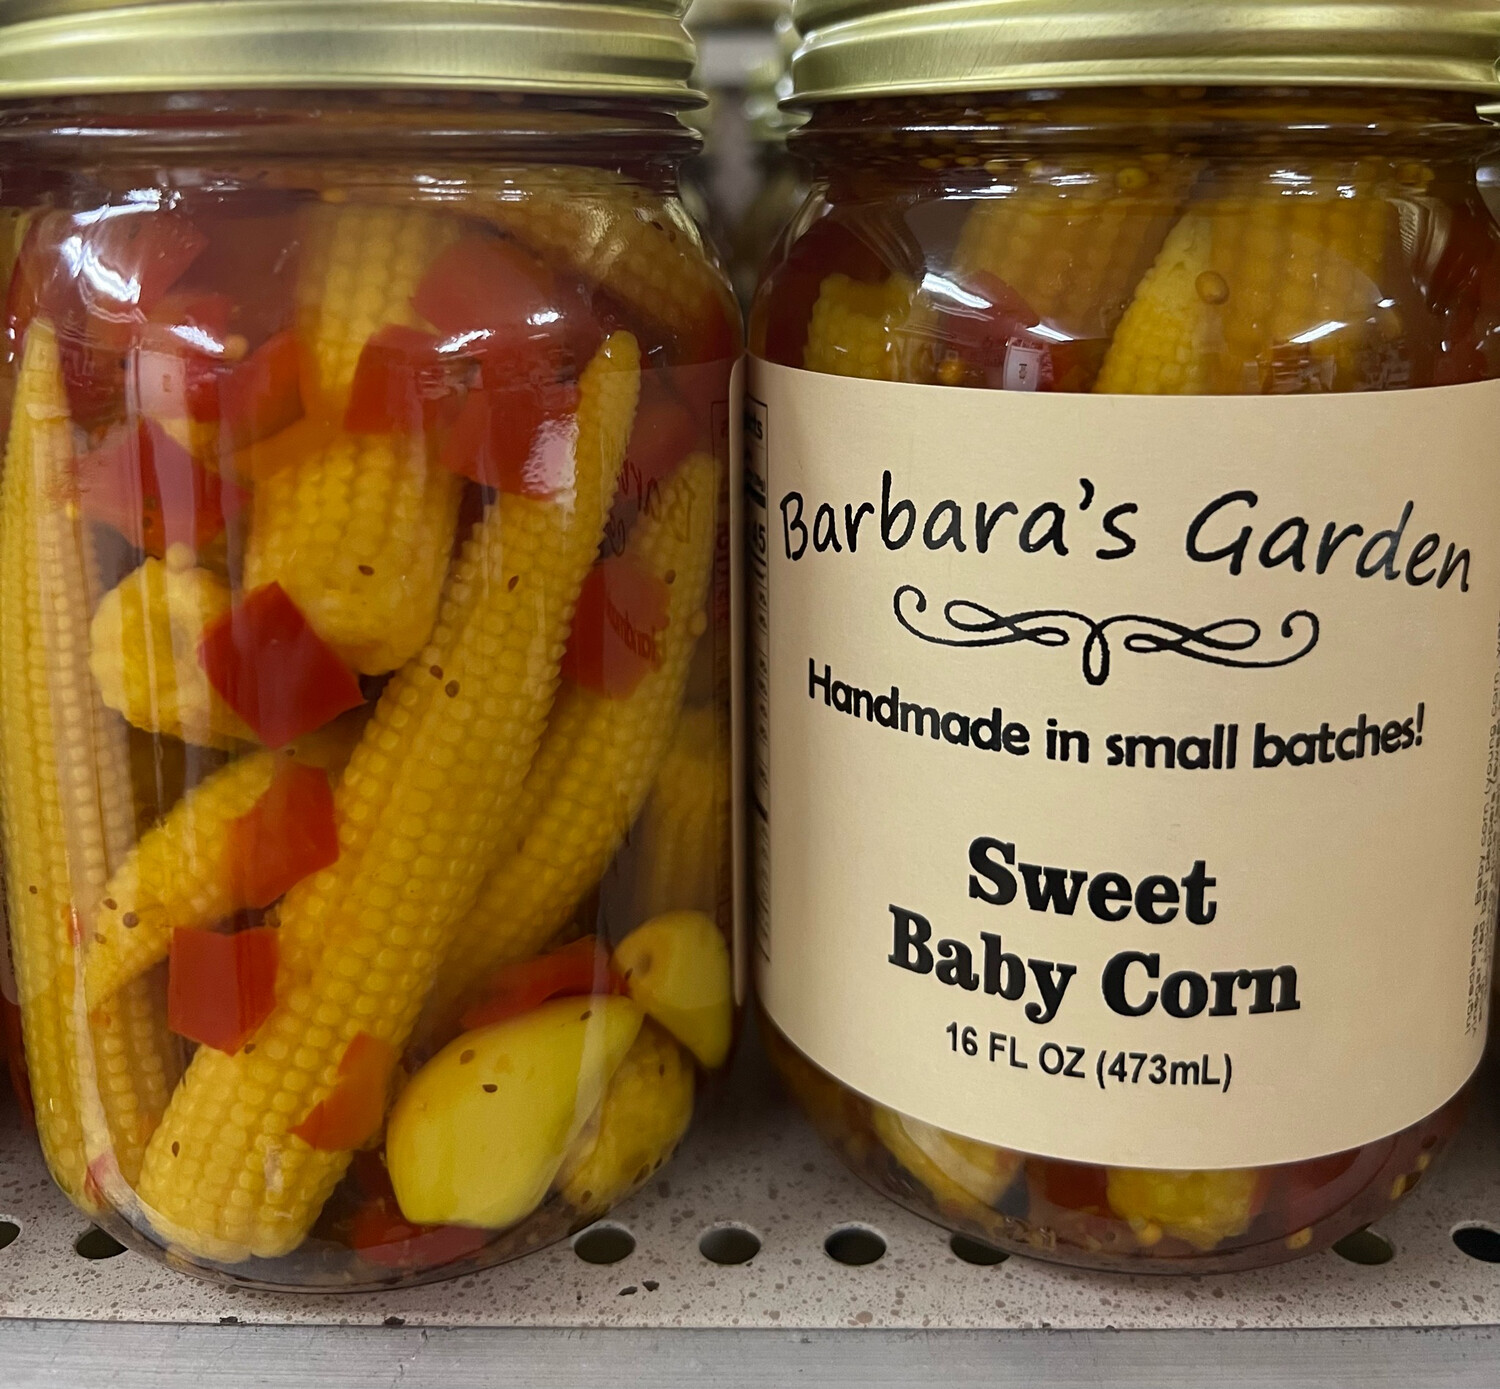 Barbara's Garden
Handmade in small batches!
Sweet
Baby Corn
16 FL OZ (473mL)